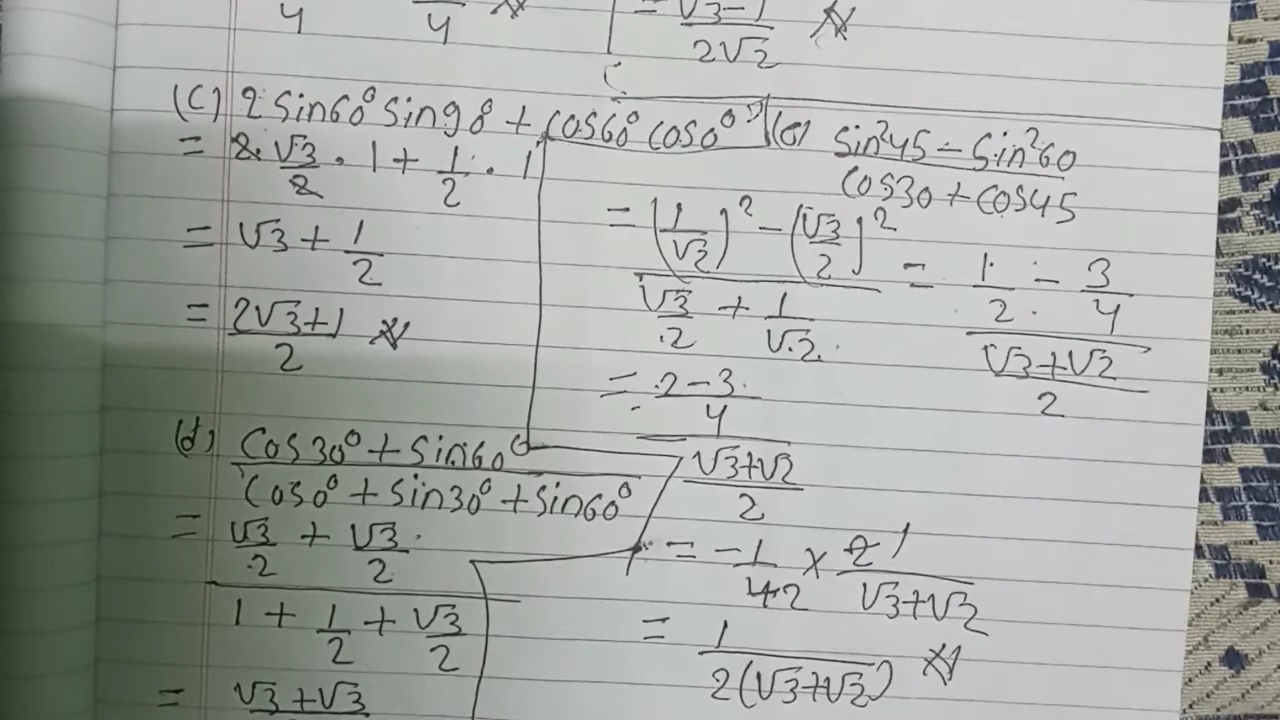 4
4
= √3-1
2√2
(c) 2 sin60° sin90 + cos60° cos0°
= 2·√3/2 · 1 + 1/2 · 1
= √3 + 1/2
= 2√3+1/2
(d) cos30° + sin60°
cos0° + sin30° + sin60°
= √3/2 + √3/2
1 + 1/2 + √3/2
= √3+√3
sin²45 - sin²60
cos30 + cos45
= (1/√2)² - (√3/2)² = 1/2 - 3/4
√3/2 + 1/√2
√3+√2/2
= 2-3/4
√3+√2/2
= -1/42 × 2 1/√3+√2
= 1/2(√3+√2)